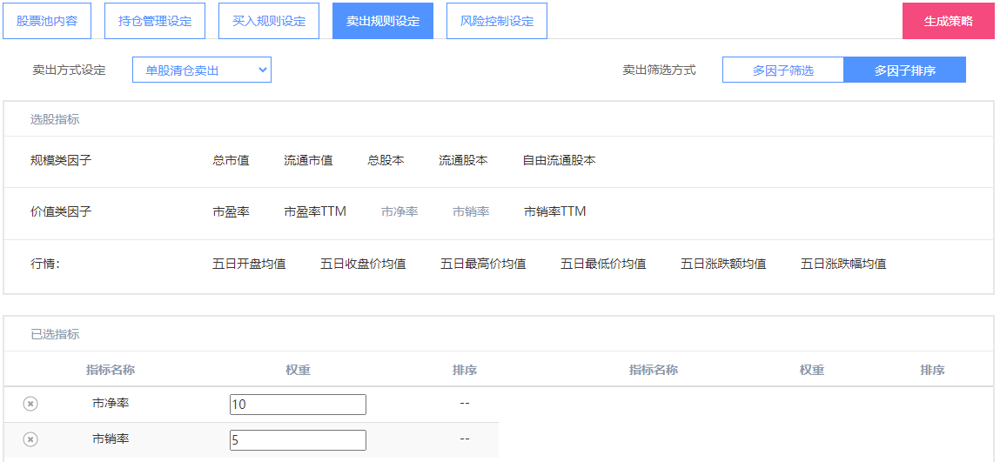 股票池内容 持仓管理设定 买入规则设定 卖出规则设定 风险控制设定 生成策略
卖出方式设定 单股清仓卖出 卖出筛选方式 多因子筛选 多因子排序
选股指标
规模类因子 总市值 流通市值 总股本 流通股本 自由流通股本
价值类因子 市盈率 市盈率TTM 市净率 市销率 市销率TTM
行情: 五日开盘均值 五日收盘价均值 五日最高价均值 五日最低价均值 五日涨跌额均值 五日涨跌幅均值
已选指标
指标名称 权重 排序 指标名称 权重 排序
市净率 10 --
市销率 5 --